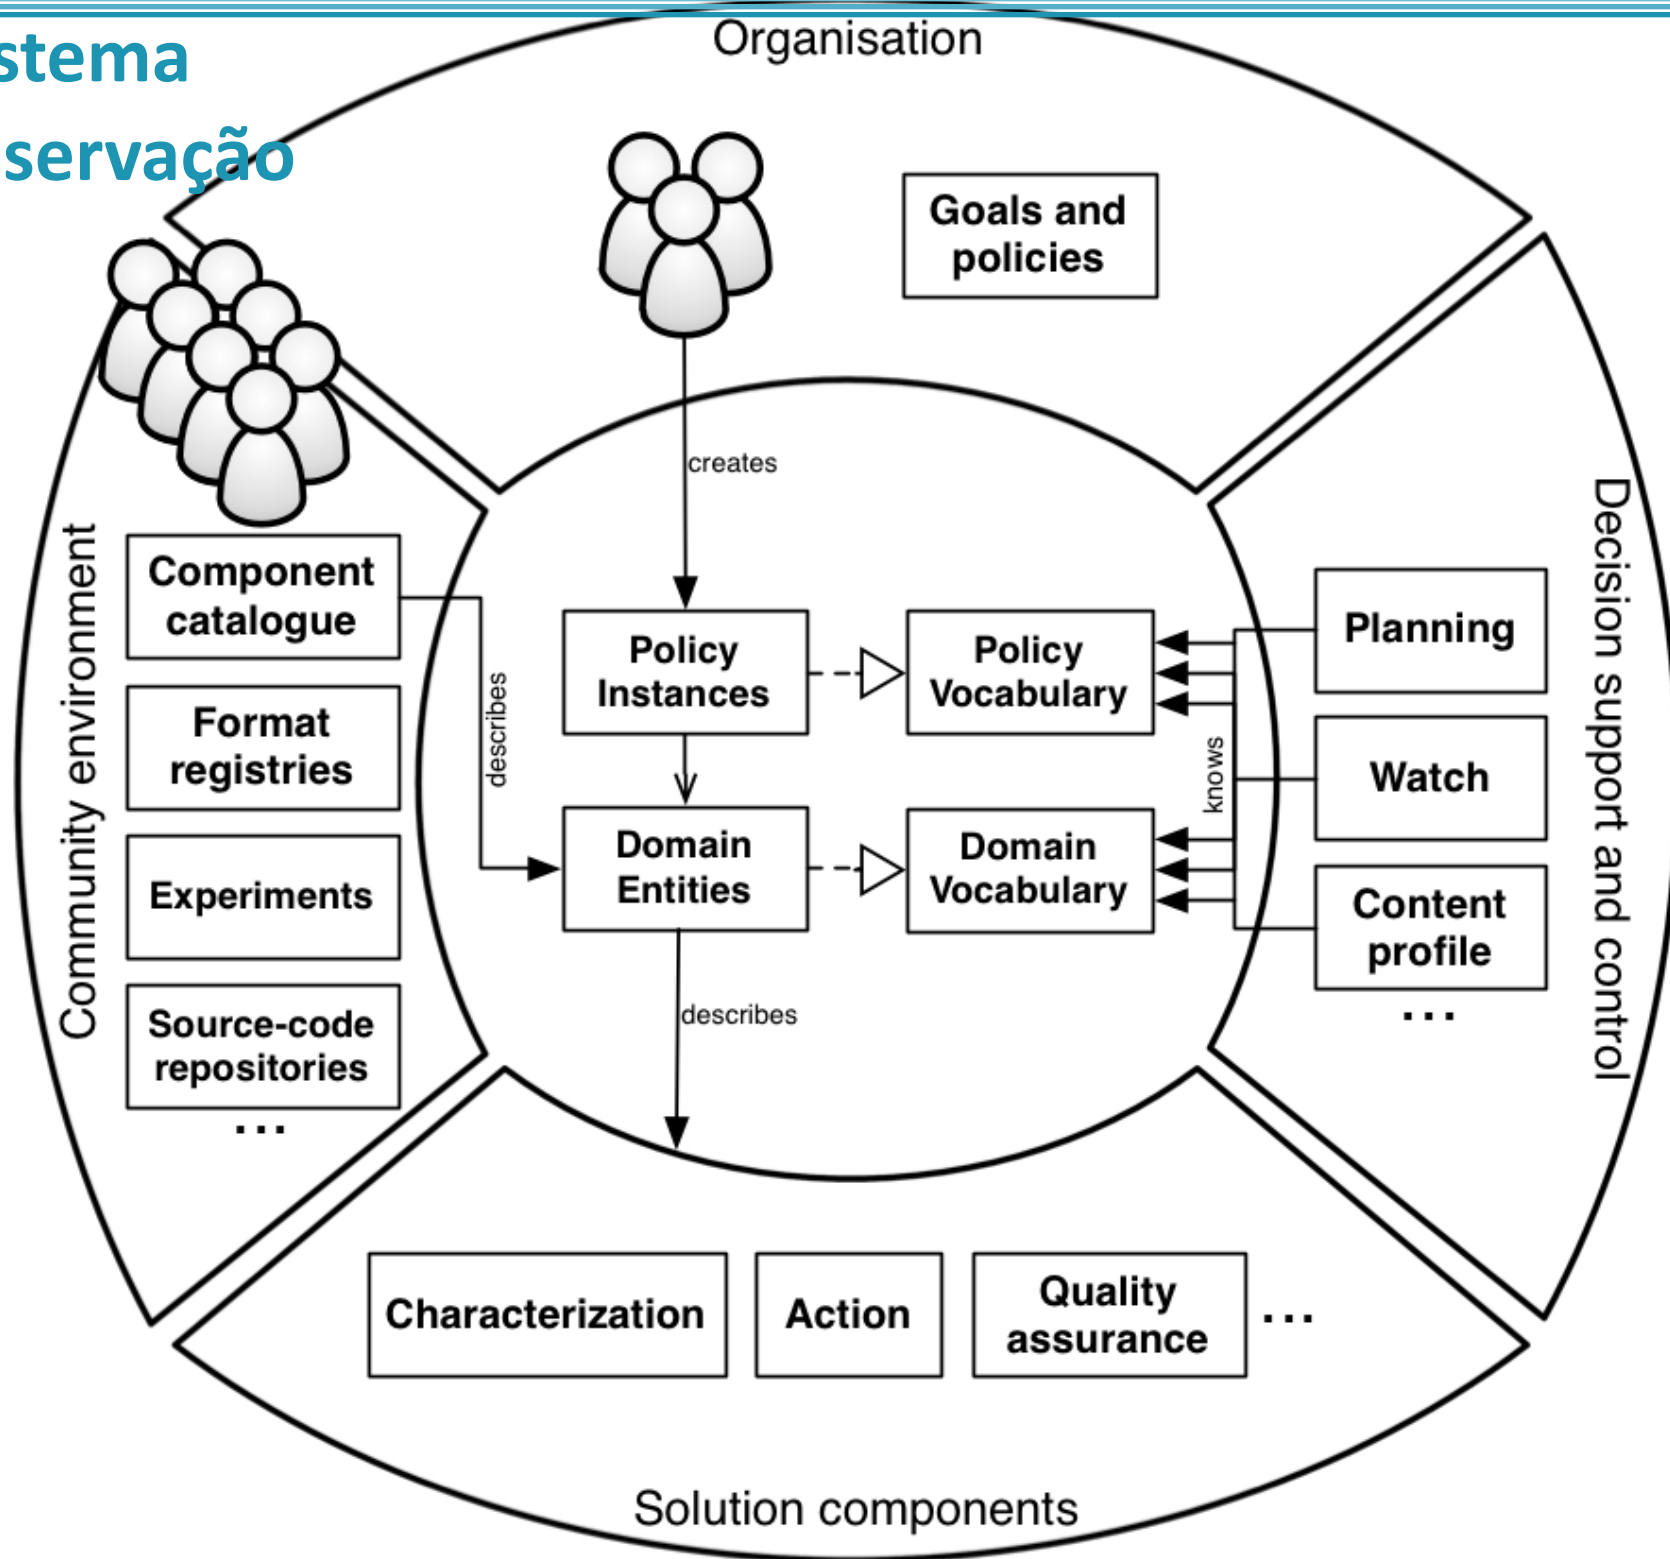 Organisation
stema
servação
Goals and
policies
creates
Community environment
Component
catalogue
Format
registries
Experiments
Source-code
repositories
...
describes
Policy
Instances
Policy
Vocabulary
Domain
Entities
Domain
Vocabulary
knows
describes
Planning
Watch
Content
profile
...
Decision support and control
Characterization
Action
Quality
assurance
...
Solution components